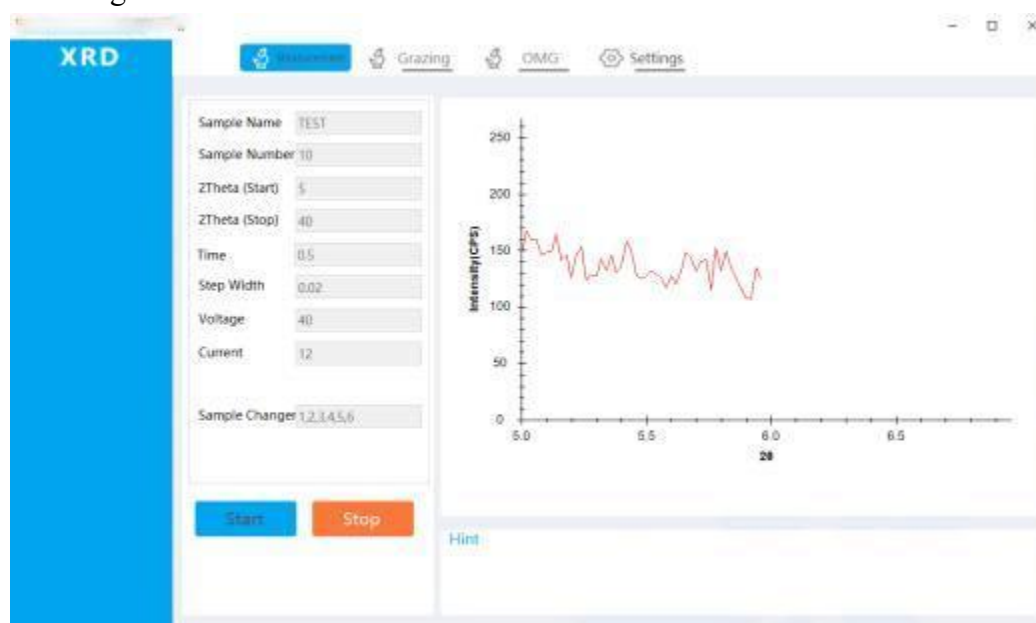 XRD
Grazing
OMG
Settings
Sample Name TEST
Sample Number 10
2Theta (Start) 5
2Theta (Stop) 40
Time 0.5
Step Width 0.02
Voltage 40
Current 12
Sample Changer 1,2,3,4,5,6
Start
Stop
Intensity(CPS)
250
200
150
100
50
0
5.0 5.5 6.0 6.5
2θ
Hint